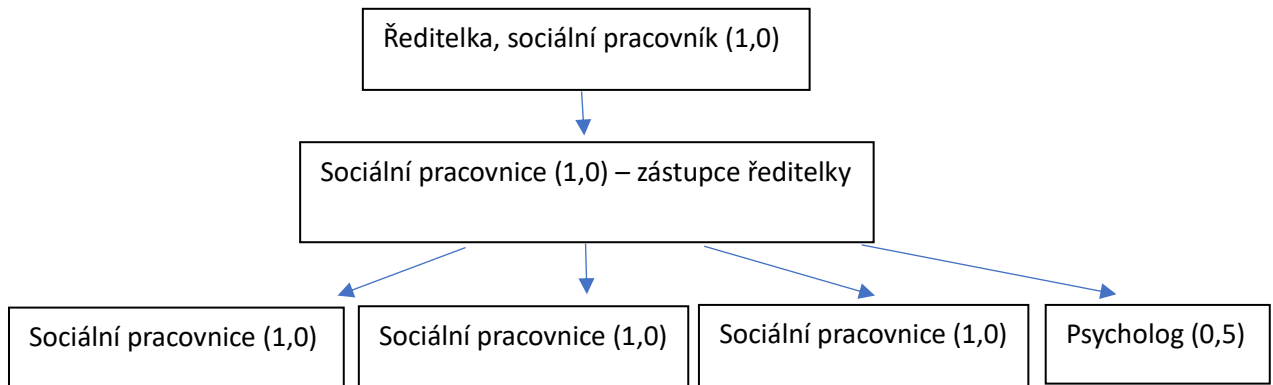 Ředitelka, sociální pracovník (1,0)
Sociální pracovnice (1,0) – zástupce ředitelky
Sociální pracovnice (1,0)
Sociální pracovnice (1,0)
Sociální pracovnice (1,0)
Psycholog (0,5)